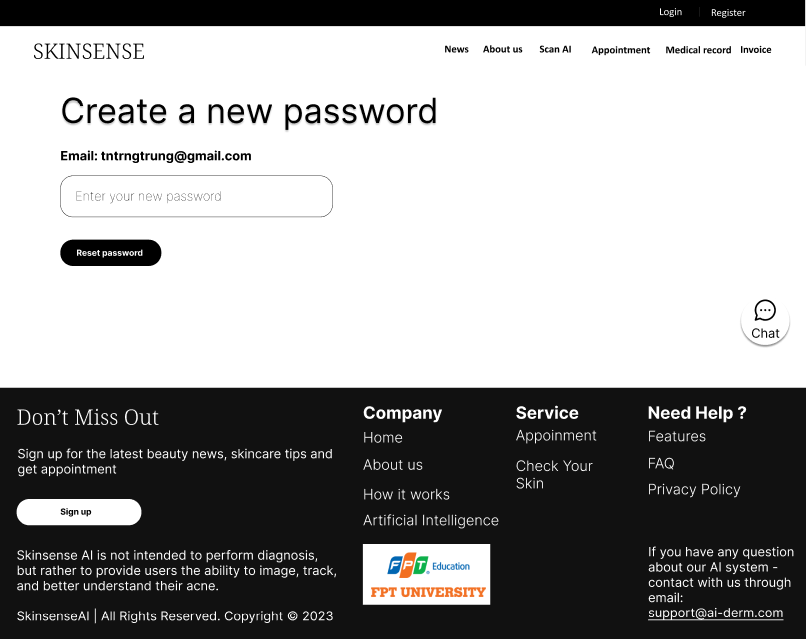 Login
Register
SKINSENSE
News
About us
Scan AI
Appointment
Medical record
Invoice
Create a new password
Email: tntrngtrung@gmail.com
Enter your new password
Reset password
Chat
Don’t Miss Out
Sign up for the latest beauty news, skincare tips and
get appointment
Sign up
Skinsense AI is not intended to perform diagnosis,
but rather to provide users the ability to image, track,
and better understand their acne.
SkinsenseAI | All Rights Reserved. Copyright © 2023
Company
Home
About us
How it works
Artificial Intelligence
FPT Education
FPT UNIVERSITY
Service
Appoinment
Check Your
Skin
Need Help ?
Features
FAQ
Privacy Policy
If you have any question
about our AI system -
contact with us through
email:
support@ai-derm.com